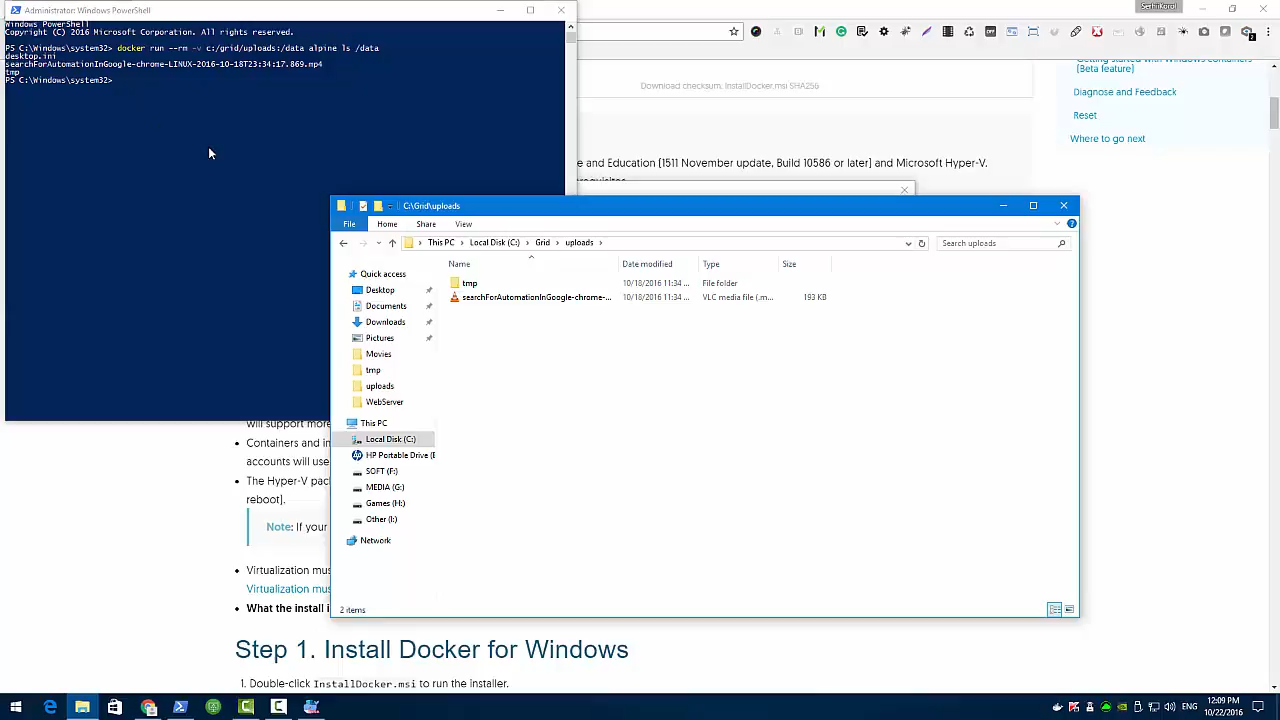 Administrator: Windows PowerShell
Windows PowerShell
Copyright (C) 2016 Microsoft Corporation. All rights reserved.
PS C:\Windows\system32> docker run --rm -v c:/grid/uploads:/data alpine ls /data
desktop.ini
searchForAutomationInGoogle-chrome-LINUX-2016-10-18T23:34:17.869.mp4
tmp
PS C:\Windows\system32>
Download checksum: InstallDocker.msi SHA256
Getting started with Windows Containers
(Beta feature)
Diagnose and Feedback
Reset
Where to go next
e and Education (1511 November update, Build 10586 or later) and Microsoft Hyper-V.
C:\Grid\uploads
File Home Share View
This PC Local Disk (C:) Grid uploads
Search uploads
Name Date modified Type Size
Quick access
Desktop
Documents
Downloads
Pictures
Movies
tmp
uploads
WebServer
This PC
Local Disk (C:)
HP Portable Drive (E
SOFT (F:)
MEDIA (G:)
Games (H:)
Other (I:)
Network
tmp 10/18/2016 11:34 ... File folder
searchForAutomationInGoogle-chrome-... 10/18/2016 11:34 ... VLC media file (.m... 193 KB
2 items
will support more
Containers and in
accounts will use
The Hyper-V pac
reboot).
Note: If your
Virtualization mus
Virtualization mus
What the install i
Step 1. Install Docker for Windows
1. Double-click InstallDocker.msi to run the installer.
12:09 PM
10/22/2016